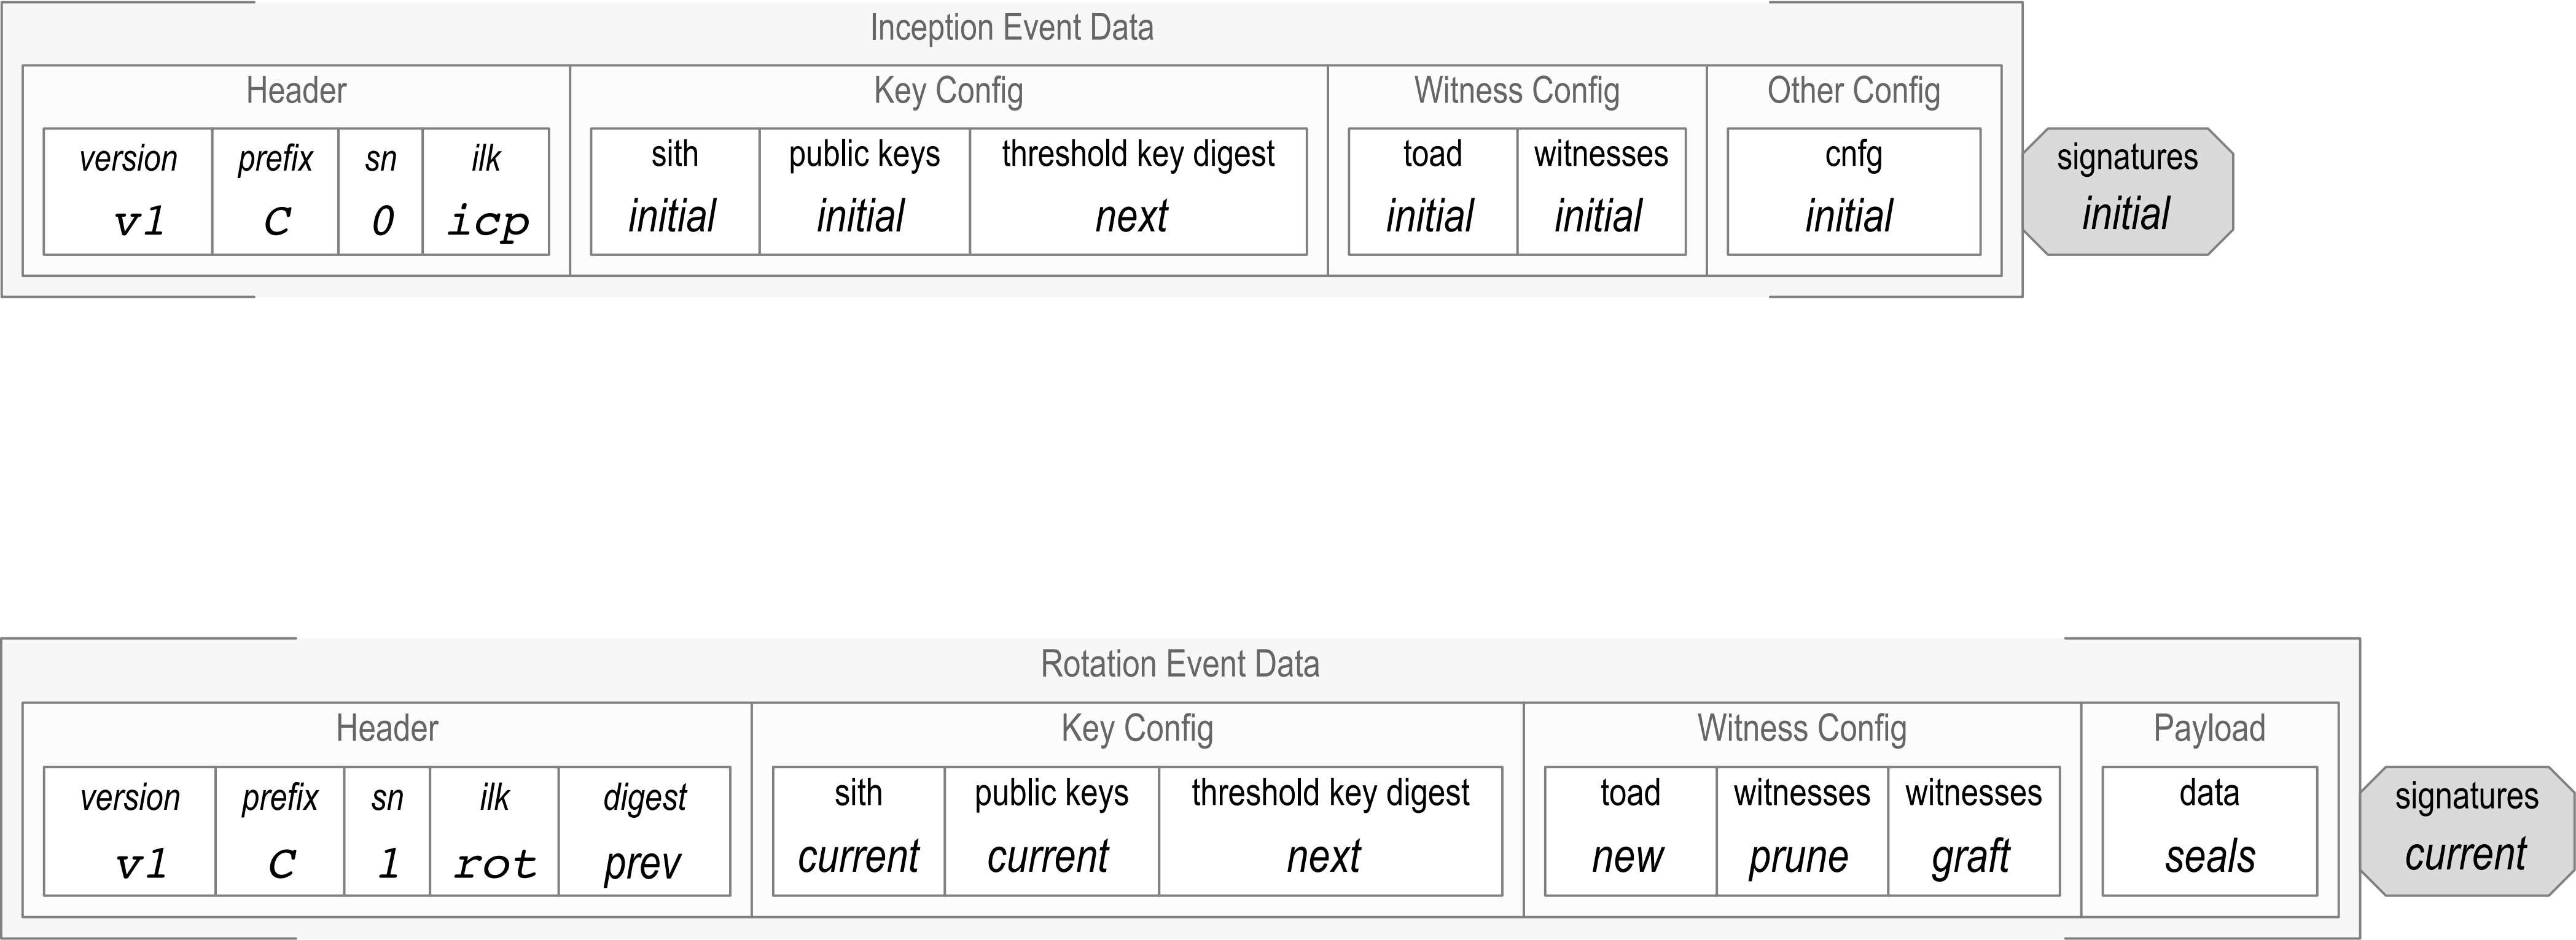 Inception Event Data
Header Key Config Witness Config Other Config
version prefix sn ilk sith public keys threshold key digest toad witnesses cnfg signatures
v1 C 0 icp initial initial next initial initial initial initial
Rotation Event Data
Header Key Config Witness Config Payload
version prefix sn ilk digest sith public keys threshold key digest toad witnesses witnesses data signatures
v1 C 1 rot prev current current next new prune graft seals current